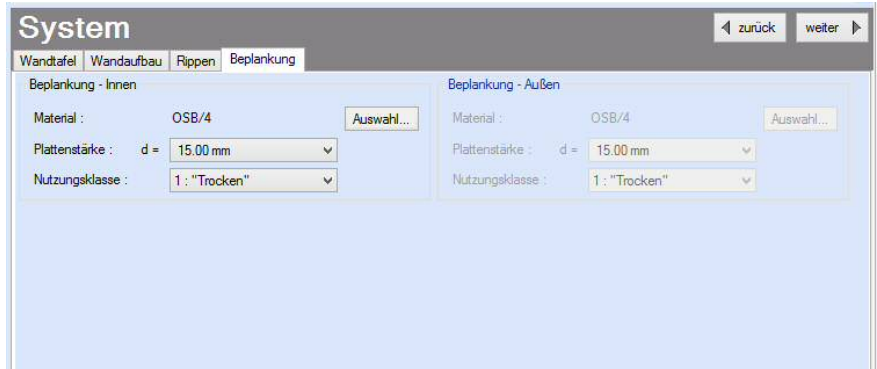 System
zurück weiter
Wandtafel Wandaufbau Rippen Beplankung
Beplankung - Innen
Material : OSB/4 Auswahl...
Plattenstärke : d = 15.00 mm
Nutzungsklasse : 1 : "Trocken"
Beplankung - Außen
Material : OSB/4 Auswahl...
Plattenstärke : d = 15.00 mm
Nutzungsklasse : 1 : "Trocken"